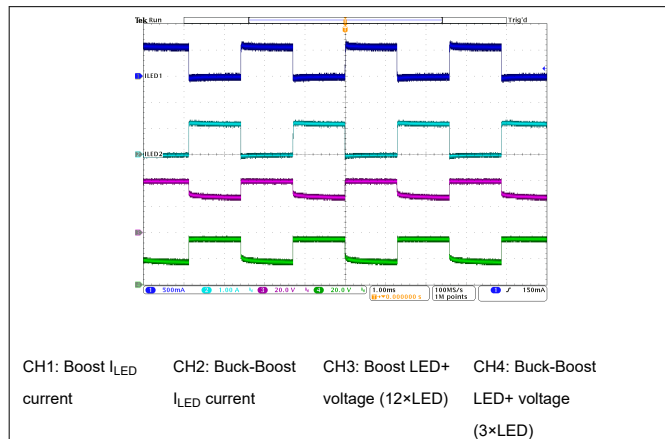 Tek Run Trig'd
ILED1
ILED2
1 500mA 2 1.00 A 3 20.0 V 4 20.0 V 1.00ms 100MS/s 1 150mA
0.000000 s 1M points
CH1: Boost ILED
current
CH2: Buck-Boost
ILED current
CH3: Boost LED+
voltage (12×LED)
CH4: Buck-Boost
LED+ voltage
(3×LED)